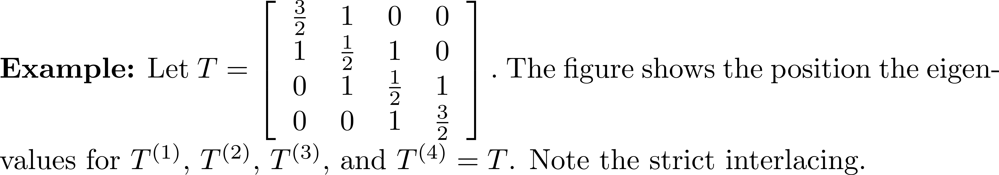 Example: Let $T = \begin{bmatrix} \frac{3}{2} & 1 & 0 & 0 \\ 1 & \frac{1}{2} & 1 & 0 \\ 0 & 1 & \frac{1}{2} & 1 \\ 0 & 0 & 1 & \frac{3}{2} \end{bmatrix}$. The figure shows the position the eigen-
values for $T^{(1)}$, $T^{(2)}$, $T^{(3)}$, and $T^{(4)} = T$. Note the strict interlacing.